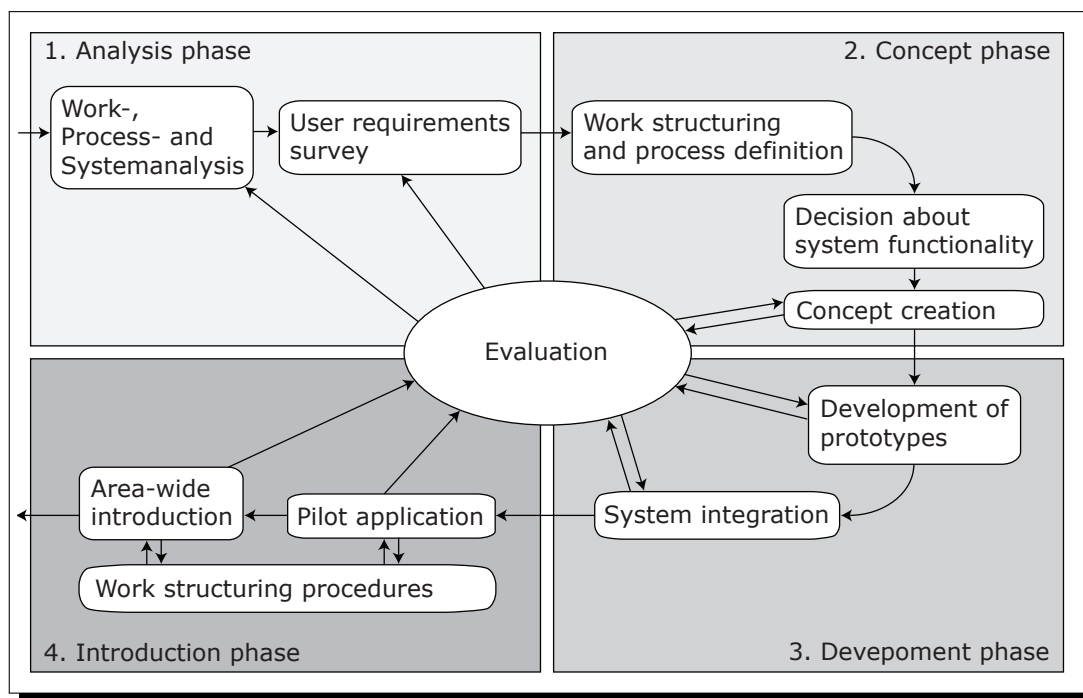 1. Analysis phase
Work-,
Process- and
Systemanalysis
User requirements
survey
2. Concept phase
Work structuring
and process definition
Decision about
system functionality
Concept creation
Evaluation
Development of
prototypes
System integration
3. Devepoment phase
Area-wide
introduction
Pilot application
Work structuring procedures
4. Introduction phase